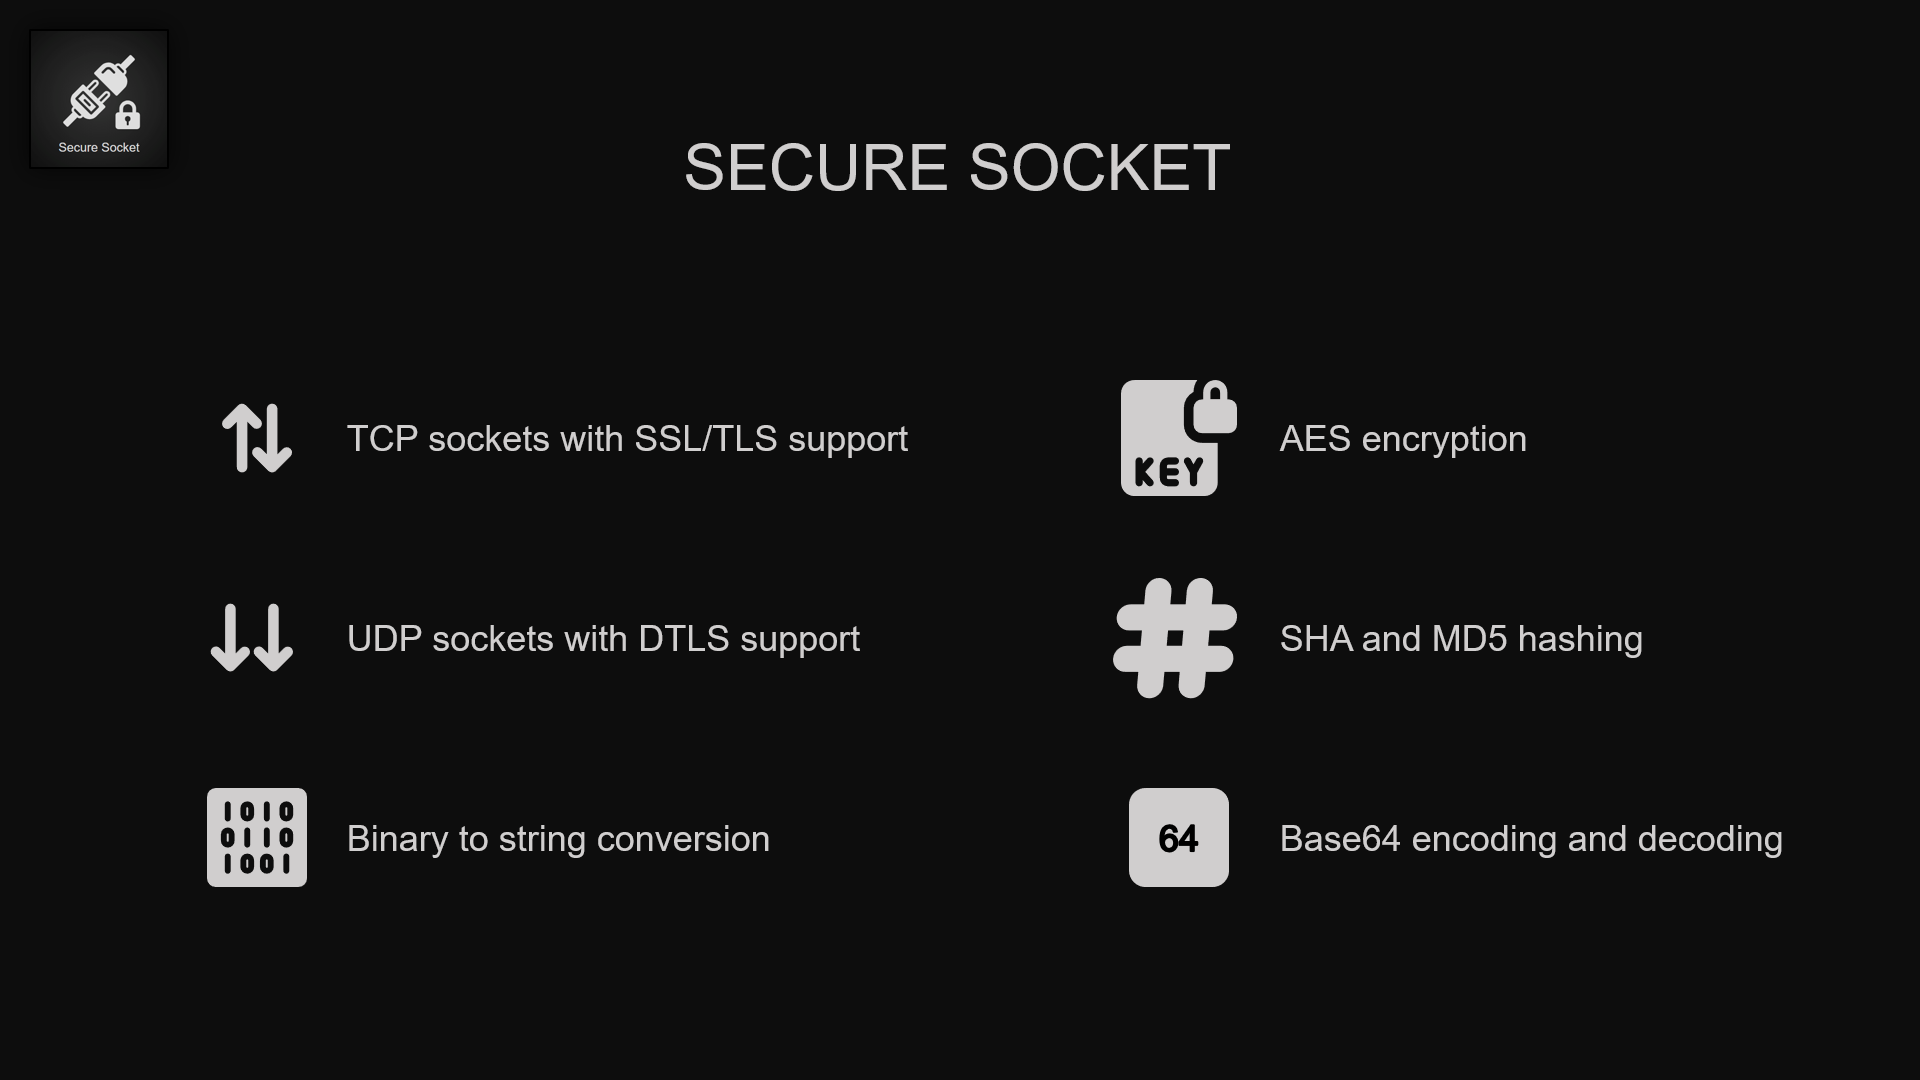 Secure Socket
SECURE SOCKET
TCP sockets with SSL/TLS support
KEY
AES encryption
UDP sockets with DTLS support
SHA and MD5 hashing
1010
0110
1001
Binary to string conversion
64
Base64 encoding and decoding